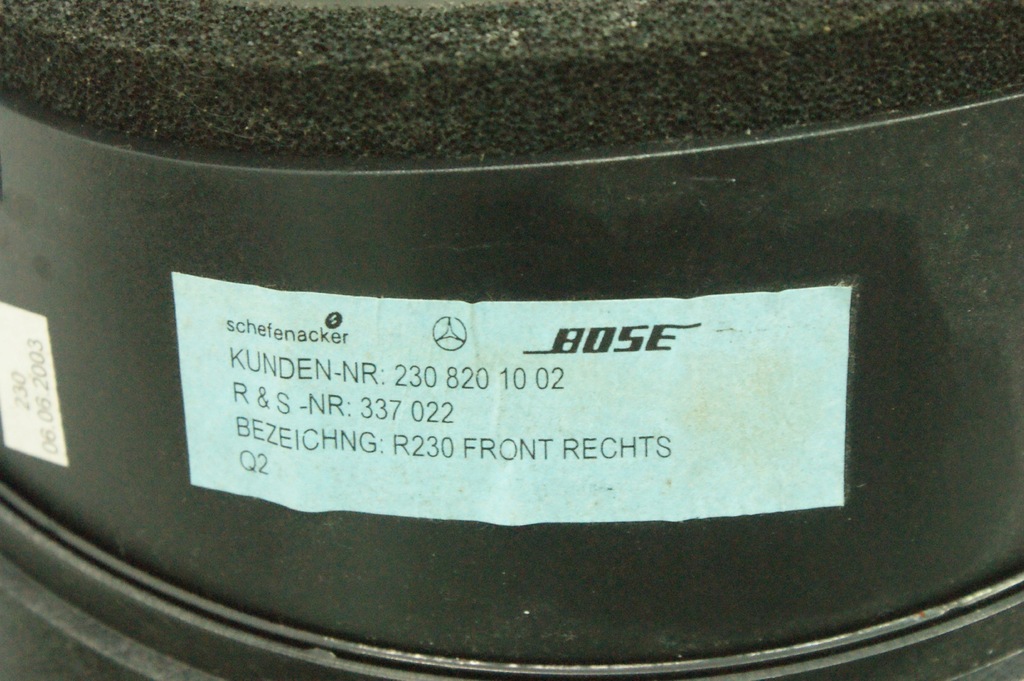 schefenacker
BOSE
KUNDEN-NR: 230 820 10 02
R & S -NR: 337 022
BEZEICHNG: R230 FRONT RECHTS
Q2
230
06.06.2003